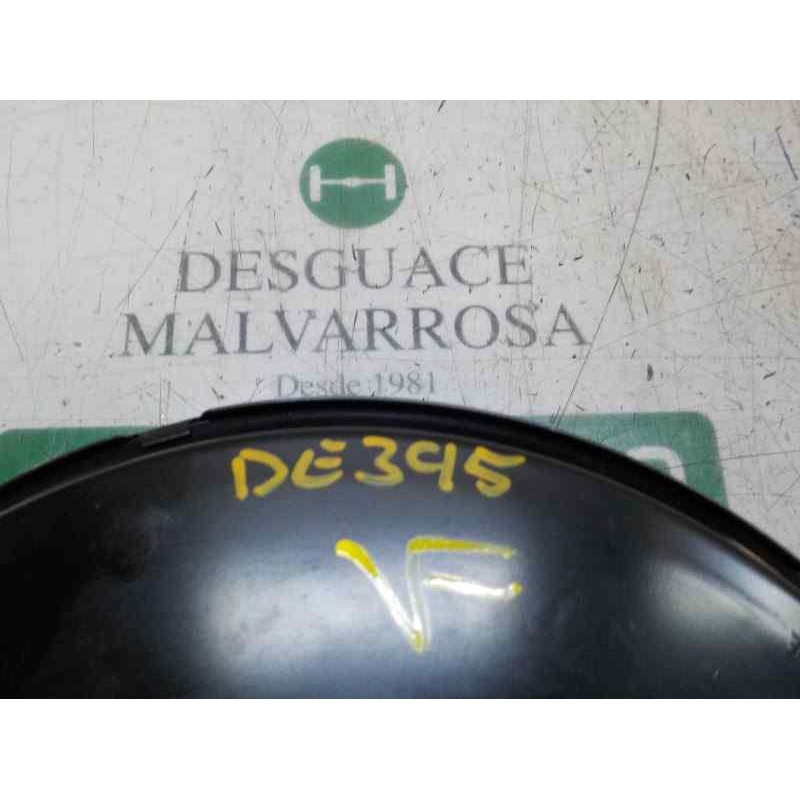 DESGUACE
MALVARROSA
Desde 1981
DE395
VF